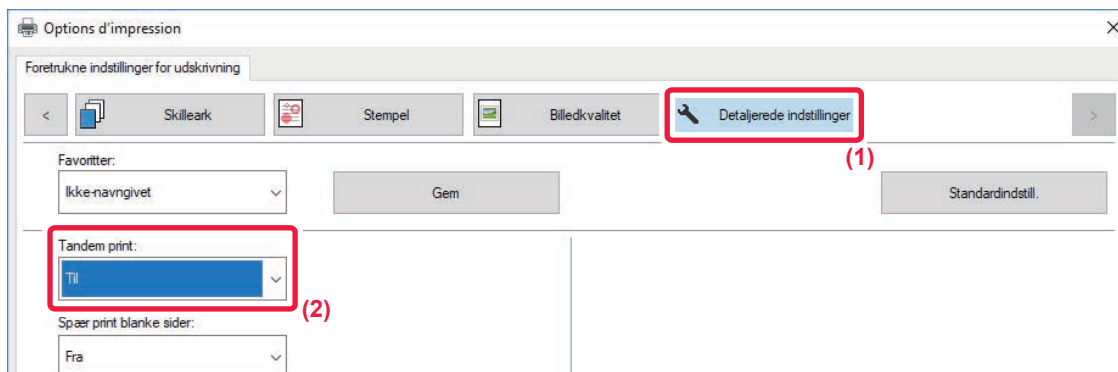 Options d'impression
Foretrukne indstillinger for udskrivning
< Skilleark Stempel Billedkvalitet Detaljerede indstillinger >
(1)
Favoritter:
Ikke-navngivet Gem Standardindstill.
Tandem print:
Til
(2)
Spær print blanke sider:
Fra